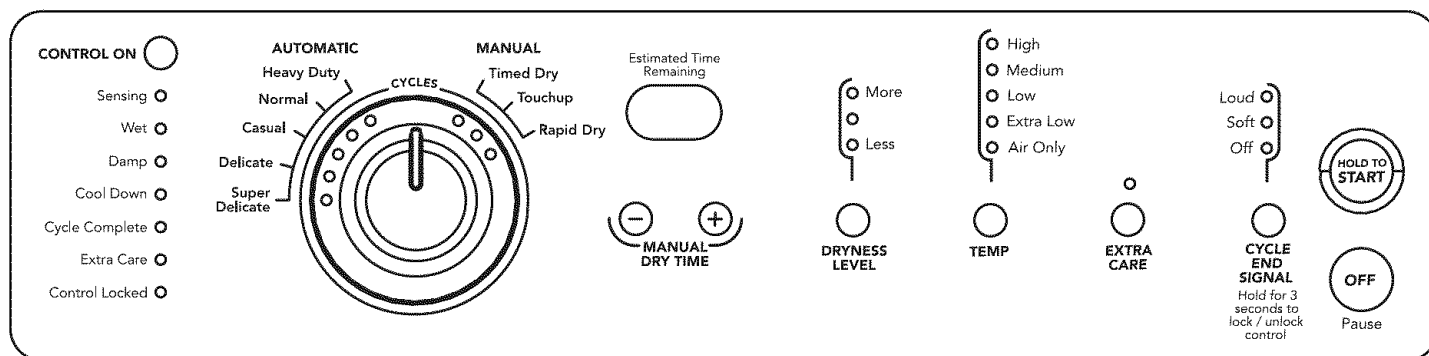 CONTROL ON
Sensing
Wet
Damp
Cool Down
Cycle Complete
Extra Care
Control Locked
AUTOMATIC
Heavy Duty
Normal
Casual
Delicate
Super
Delicate
CYCLES
MANUAL
Timed Dry
Touchup
Rapid Dry
Estimated Time
Remaining
−
+
MANUAL
DRY TIME
More
Less
DRYNESS
LEVEL
High
Medium
Low
Extra Low
Air Only
TEMP
EXTRA
CARE
Loud
Soft
Off
CYCLE
END
SIGNAL
Hold for 3
seconds to
lock / unlock
control
HOLD TO
START
OFF
Pause